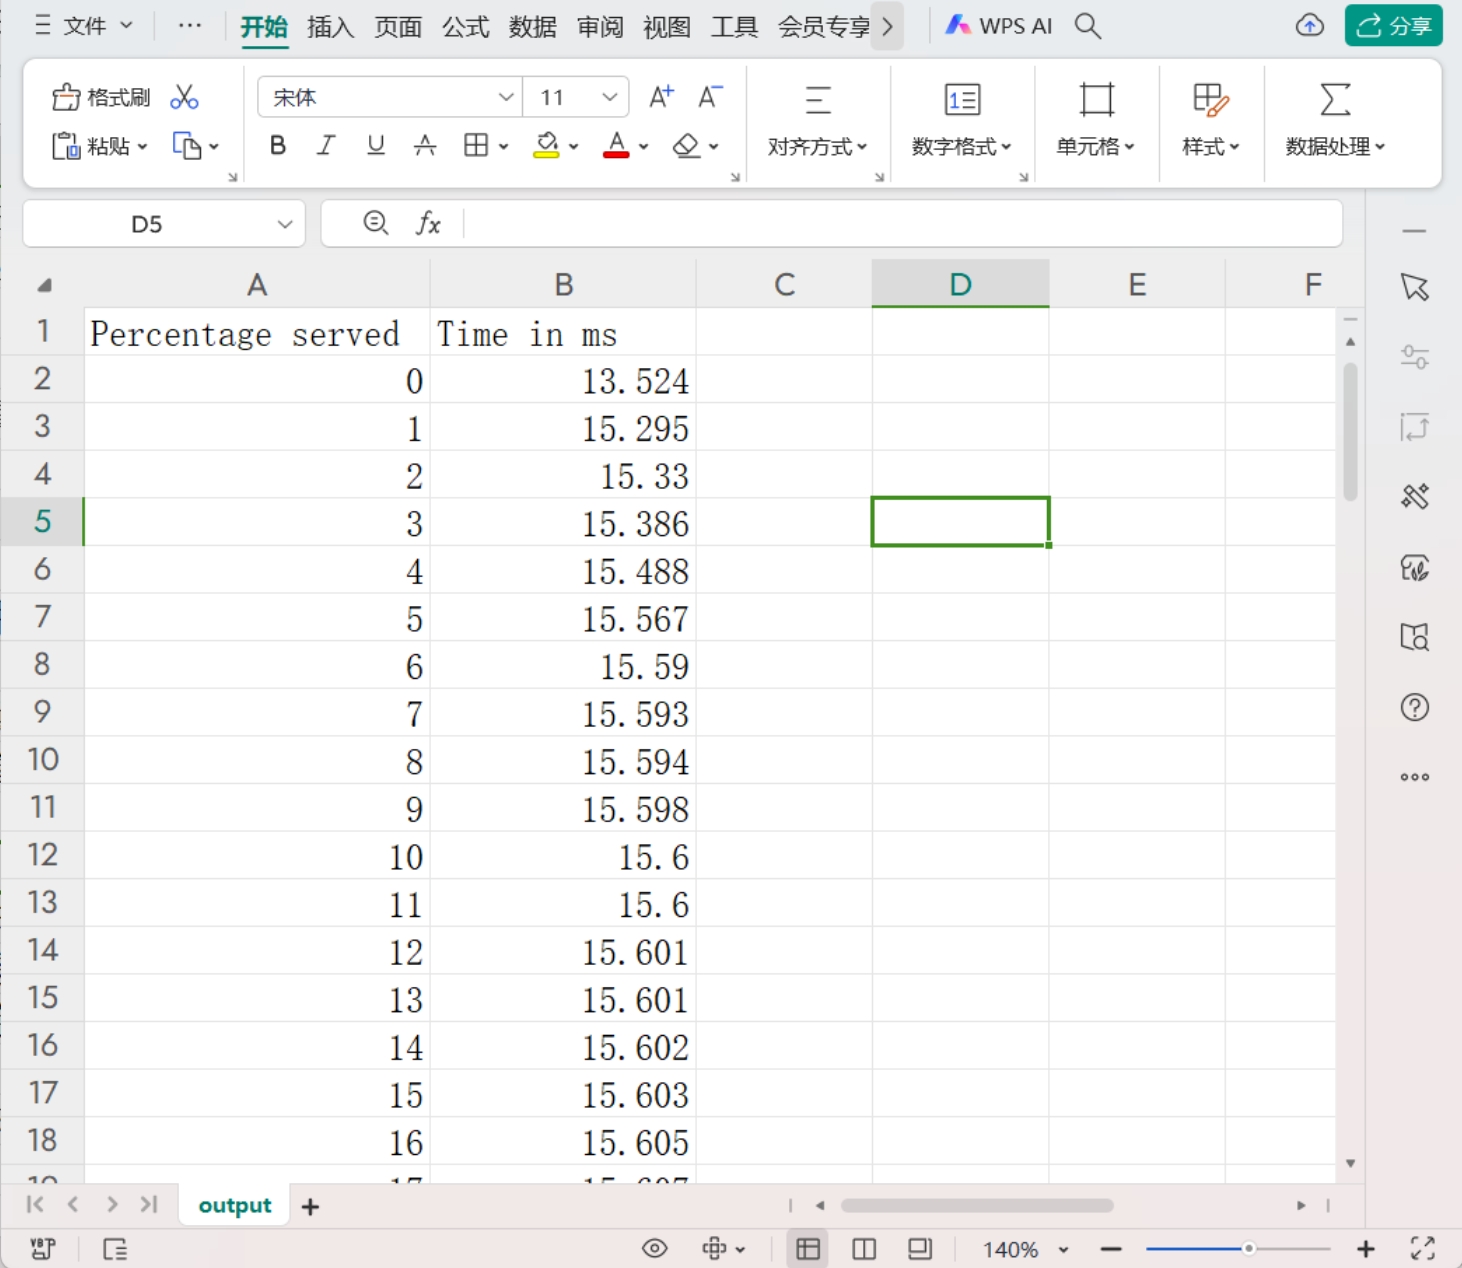 文件 开始 插入 页面 公式 数据 审阅 视图 工具 会员专享 WPS AI 分享
格式刷 宋体 11 A+ A-
粘贴 B I U A A 对齐方式 数字格式 单元格 样式 数据处理
D5 fx
A B C D E F
1 Percentage served Time in ms
2 0 13.524
3 1 15.295
4 2 15.33
5 3 15.386
6 4 15.488
7 5 15.567
8 6 15.59
9 7 15.593
10 8 15.594
11 9 15.598
12 10 15.6
13 11 15.6
14 12 15.601
15 13 15.601
16 14 15.602
17 15 15.603
18 16 15.605
output
140%